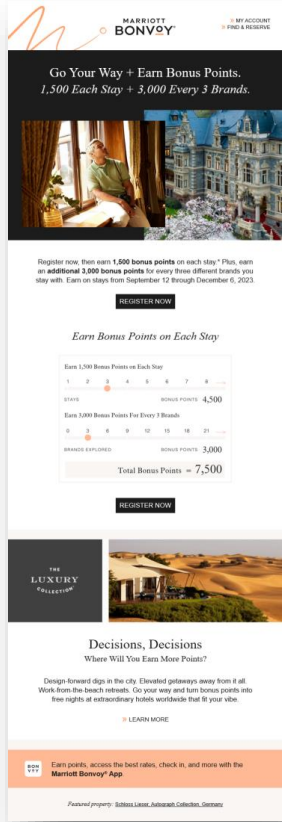 MARRIOTT
BONVOY™
» MY ACCOUNT
» FIND & RESERVE
Go Your Way + Earn Bonus Points.
1,500 Each Stay + 3,000 Every 3 Brands.
Register now, then earn 1,500 bonus points on each stay.* Plus, earn
an additional 3,000 bonus points for every three different brands you
stay with. Earn on stays from September 12 through December 6, 2023.
REGISTER NOW
Earn Bonus Points on Each Stay
Earn 1,500 Bonus Points on Each Stay
1 2 3 4 5 6 7 8
STAYS BONUS POINTS 4,500
Earn 3,000 Bonus Points For Every 3 Brands
0 3 6 9 12 15 18 21
BRANDS EXPLORED BONUS POINTS 3,000
Total Bonus Points = 7,500
REGISTER NOW
THE
LUXURY
COLLECTION
Decisions, Decisions
Where Will You Earn More Points?
Design-forward digs in the city. Elevated getaways away from it all.
Work-from-the-beach retreats. Go your way and turn bonus points into
free nights at extraordinary hotels worldwide that fit your vibe.
» LEARN MORE
BON
VOY
Earn points, access the best rates, check in, and more with the
Marriott Bonvoy® App.
Featured property: Schloss Lieser, Autograph Collection, Germany